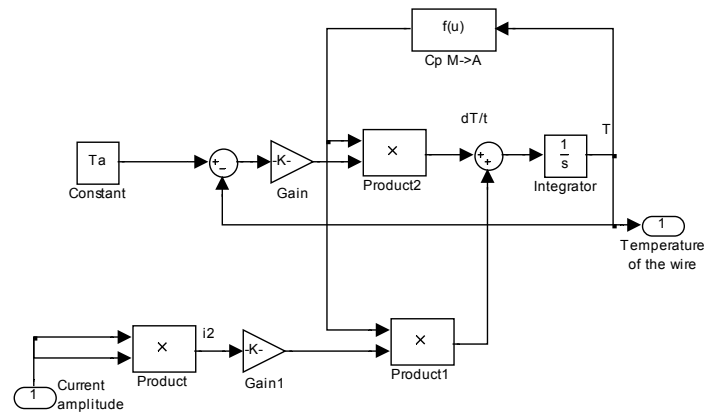 f(u)
Cp M->A
dT/t
T
Ta
Constant
+
−
-K-
Gain
×
Product2
+
+
1
s
Integrator
1
Temperature
of the wire
i2
×
Product
-K-
Gain1
×
Product1
1
Current
amplitude